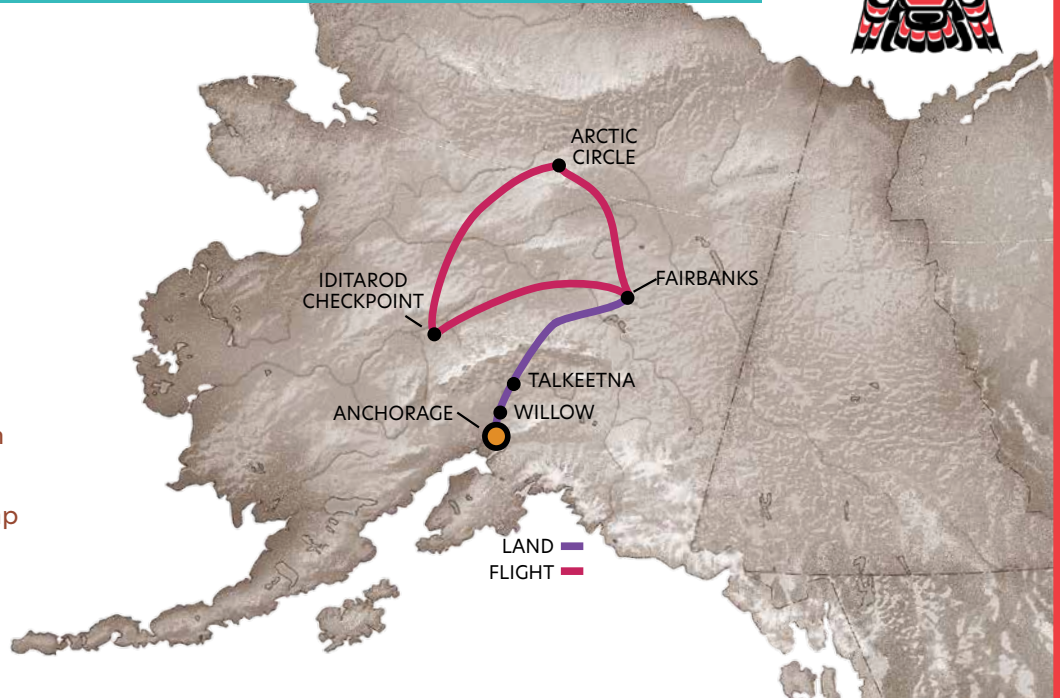 ARCTIC
CIRCLE
IDITAROD
CHECKPOINT
FAIRBANKS
TALKEETNA
ANCHORAGE
WILLOW
LAND
FLIGHT